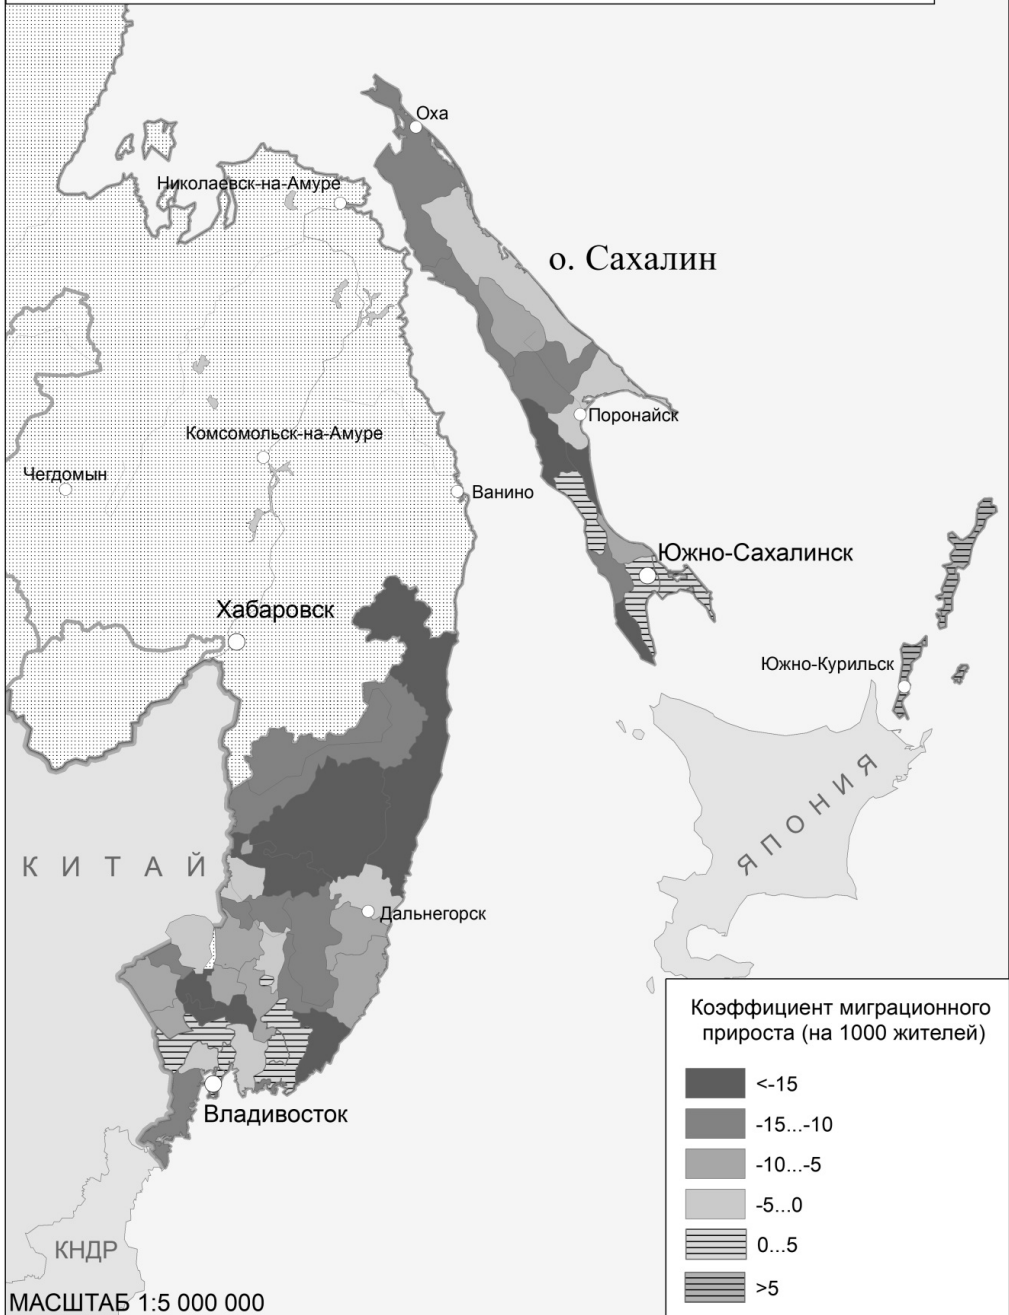 Оха
Николаевск-на-Амуре
о. Сахалин
Поронайск
Комсомольск-на-Амуре
Чегдомын
Ванино
Южно-Сахалинск
Хабаровск
Южно-Курильск
ЯПОНИЯ
КИТАЙ
Дальнегорск
Владивосток
КНДР
МАСШТАБ 1:5 000 000
Коэффициент миграционного
прироста (на 1000 жителей)
<-15
-15...-10
-10...-5
-5...0
0...5
>5